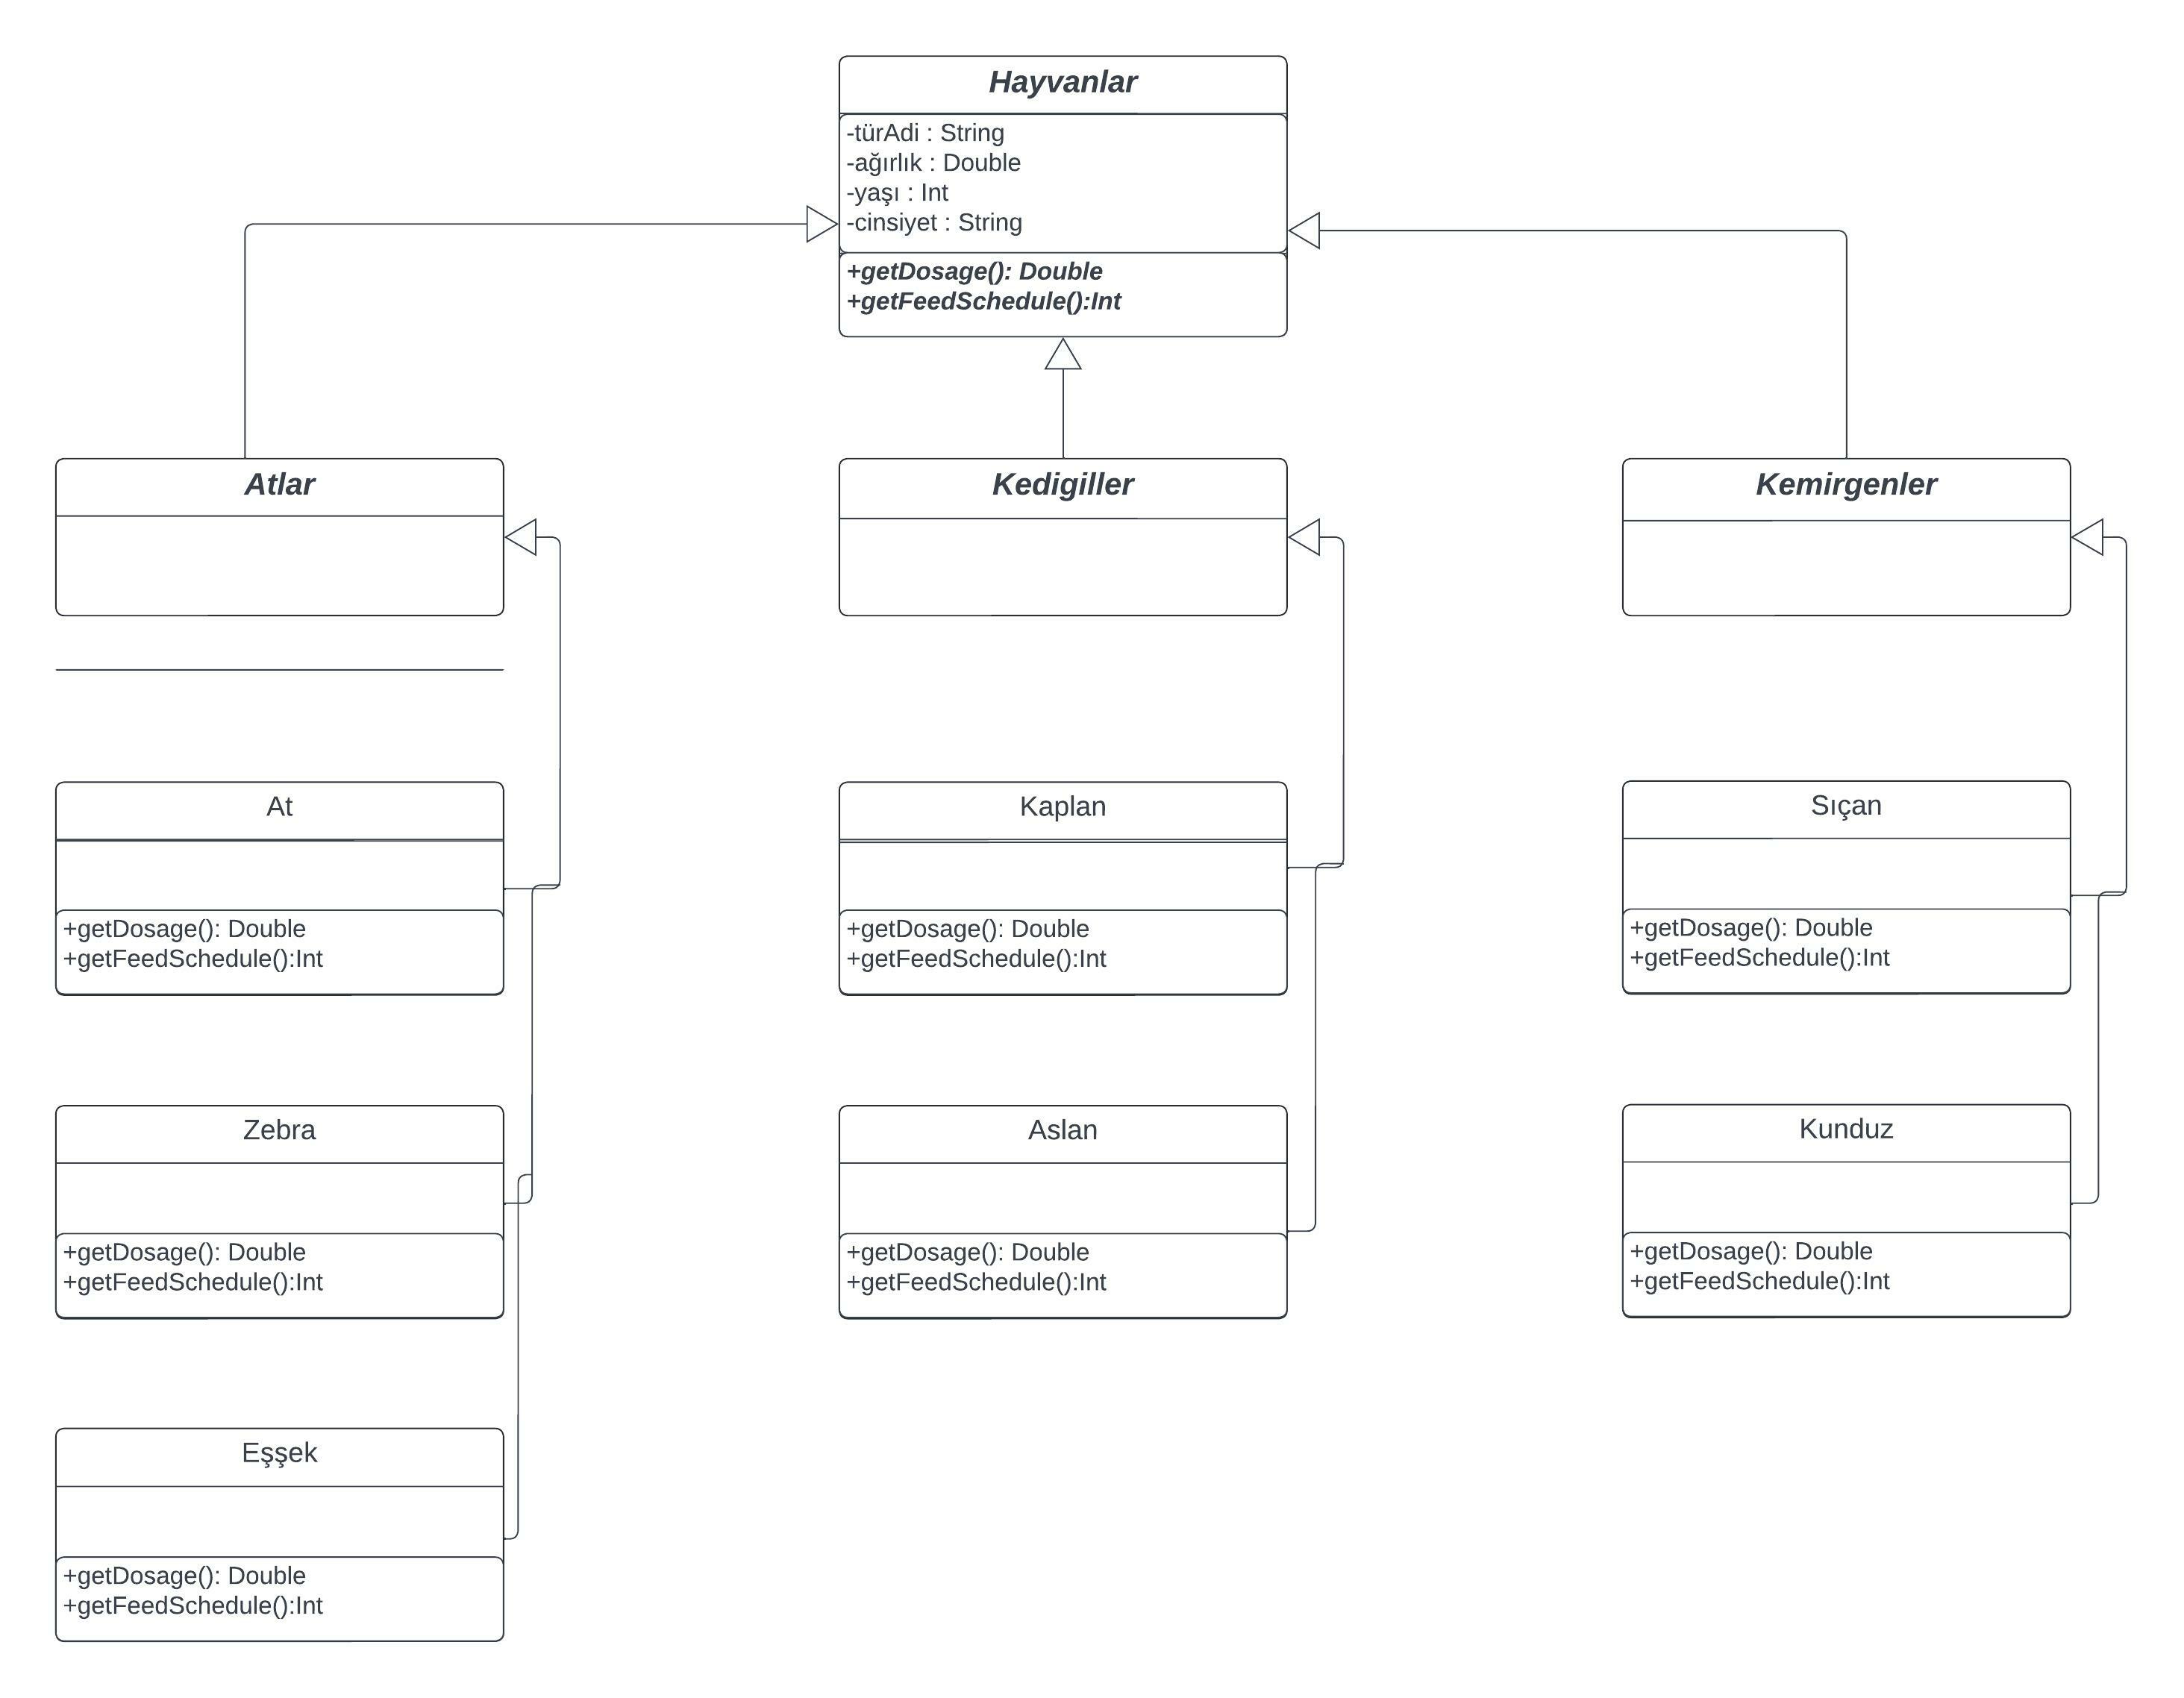 Hayvanlar
-türAdi : String
-ağırlık : Double
-yaşı : Int
-cinsiyet : String
+getDosage(): Double
+getFeedSchedule():Int
Atlar
Kedigiller
Kemirgenler
At
+getDosage(): Double
+getFeedSchedule():Int
Kaplan
+getDosage(): Double
+getFeedSchedule():Int
Sıçan
+getDosage(): Double
+getFeedSchedule():Int
Zebra
+getDosage(): Double
+getFeedSchedule():Int
Aslan
+getDosage(): Double
+getFeedSchedule():Int
Kunduz
+getDosage(): Double
+getFeedSchedule():Int
Eşşek
+getDosage(): Double
+getFeedSchedule():Int